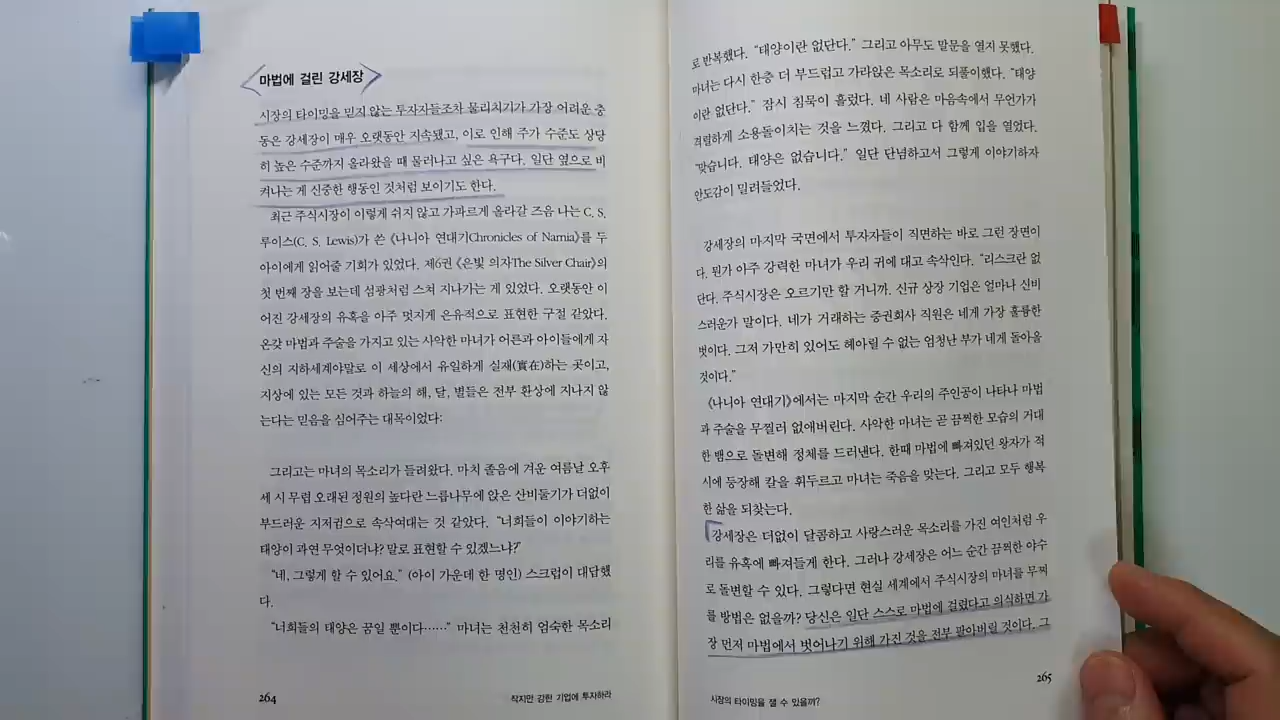 마법에 걸린 강세장
시장의 타이밍을 믿지 않는 투자자들조차 물리치기가 가장 어려운 충
동은 강세장이 매우 오랫동안 지속됐고, 이로 인해 주가 수준도 상당
히 높은 수준까지 올라왔을 때 물러나고 싶은 욕구다. 일단 옆으로 비
켜나는 게 신중한 행동인 것처럼 보이기도 한다.
최근 주식시장이 이렇게 쉬지 않고 가파르게 올라갈 즈음 나는 C. S.
루이스(C. S. Lewis)가 쓴 《나니아 연대기Chronicles of Narnia》를 두
아이에게 읽어줄 기회가 있었다. 제6권 《은빛 의자The Silver Chair》의
첫 번째 장을 보는데 섬광처럼 스쳐 지나가는 게 있었다. 오랫동안 이
어진 강세장의 유혹을 아주 멋지게 은유적으로 표현한 구절 같았다.
온갖 마법과 주술을 가지고 있는 사악한 마녀가 어른과 아이들에게 자
신의 지하세계야말로 이 세상에서 유일하게 실재(實在)하는 곳이고,
지상에 있는 모든 것과 하늘의 해, 달, 별들은 전부 환상에 지나지 않
는다는 믿음을 심어주는 대목이었다:
그리고는 마녀의 목소리가 들려왔다. 마치 졸음에 겨운 여름날 오후
세 시 무렵 오래된 정원의 높다란 느릅나무에 앉은 산비둘기가 더없이
부드러운 지저귐으로 속삭여대는 것 같았다. “너희들이 이야기하는
태양이 과연 무엇이더냐? 말로 표현할 수 있겠느냐?”
“네, 그렇게 할 수 있어요.” (아이 가운데 한 명인) 스크럽이 대답했
다.
“너희들의 태양은 꿈일 뿐이다……” 마녀는 천천히 엄숙한 목소리
264
작지만 강한 기업에 투자하라
로 반복했다. “태양이란 없단다.” 그리고 아무도 말문을 열지 못했다.
마녀는 다시 한층 더 부드럽고 가라앉은 목소리로 되풀이했다. “태양
이란 없단다.” 잠시 침묵이 흘렀다. 네 사람은 마음속에서 무언가가
격렬하게 소용돌이치는 것을 느꼈다. 그리고 다 함께 입을 열었다.
“맞습니다. 태양은 없습니다.” 일단 단념하고서 그렇게 이야기하자
안도감이 밀려들었다.
강세장의 마지막 국면에서 투자자들이 직면하는 바로 그런 장면이
다. 뭔가 아주 강력한 마녀가 우리 귀에 대고 속삭인다. “리스크란 없
단다. 주식시장은 오르기만 할 거니까. 신규 상장 기업은 얼마나 신비
스러운가 말이다. 네가 거래하는 증권회사 직원은 네게 가장 훌륭한
벗이다. 그저 가만히 있어도 헤아릴 수 없는 엄청난 부가 네게 돌아올
것이다.”
《나니아 연대기》에서는 마지막 순간 우리의 주인공이 나타나 마법
과 주술을 무찔러 없애버린다. 사악한 마녀는 곧 끔찍한 모습의 거대
한 뱀으로 돌변해 정체를 드러낸다. 한때 마법에 빠져있던 왕자가 적
시에 등장해 칼을 휘두르고 마녀는 죽음을 맞는다. 그리고 모두 행복
한 삶을 되찾는다.
강세장은 더없이 달콤하고 사랑스러운 목소리를 가진 여인처럼 우
리를 유혹에 빠져들게 한다. 그러나 강세장은 어느 순간 끔찍한 야수
로 돌변할 수 있다. 그렇다면 현실 세계에서 주식시장의 마녀를 무찌
를 방법은 없을까? 당신은 일단 스스로 마법에 걸렸다고 의식하면 가
장 먼저 마법에서 벗어나기 위해 가진 것을 전부 팔아버릴 것이다. 그
265
시장의 타이밍을 잴 수 있을까?